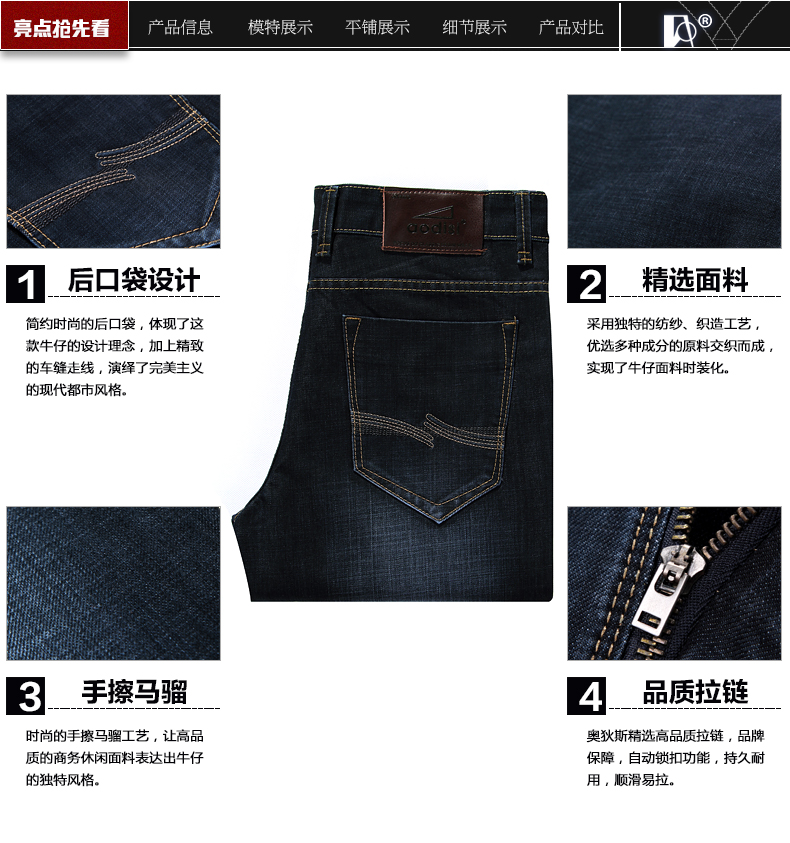 亮点抢先看
产品信息
模特展示
平铺展示
细节展示
产品对比
®
1 后口袋设计
简约时尚的后口袋，体现了这
款牛仔的设计理念，加上精致
的车缝走线，演绎了完美主义
的现代都市风格。
2 精选面料
采用独特的纺纱、织造工艺，
优选多种成分的原料交织而成，
实现了牛仔面料时装化。
3 手擦马骝
时尚的手擦马骝工艺，让高品
质的商务休闲面料表达出牛仔
的独特风格。
4 品质拉链
奥狄斯精选高品质拉链，品牌
保障，自动锁扣功能，持久耐
用，顺滑易拉。